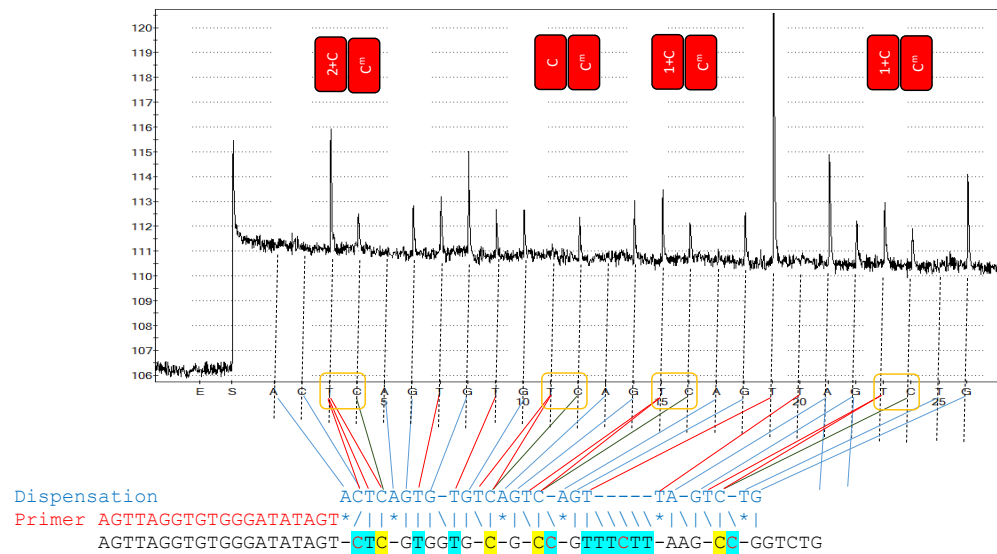 120
119
118
117
116
115
114
113
112
111
110
109
108
107
106
2+C Cᵐ C Cᵐ 1+C Cᵐ 1+C Cᵐ
E S A C T C A G T G T G T C A G T C A G T T A G T C T G
5 10 15 20 25
Dispensation ACTCAGTG-TGTCAGTC-AGT-----TA-GTC-TG
Primer AGTTAGGTGTGGGATATAGT*/||*|||\||\|*|\|*|\\\\\\|*|\|\|*|
AGTTAGGTGTGGGATATAGT-CTC-GTGGTG-C-G-CC-GTTTCTT-AAG-CC-GGTCTG